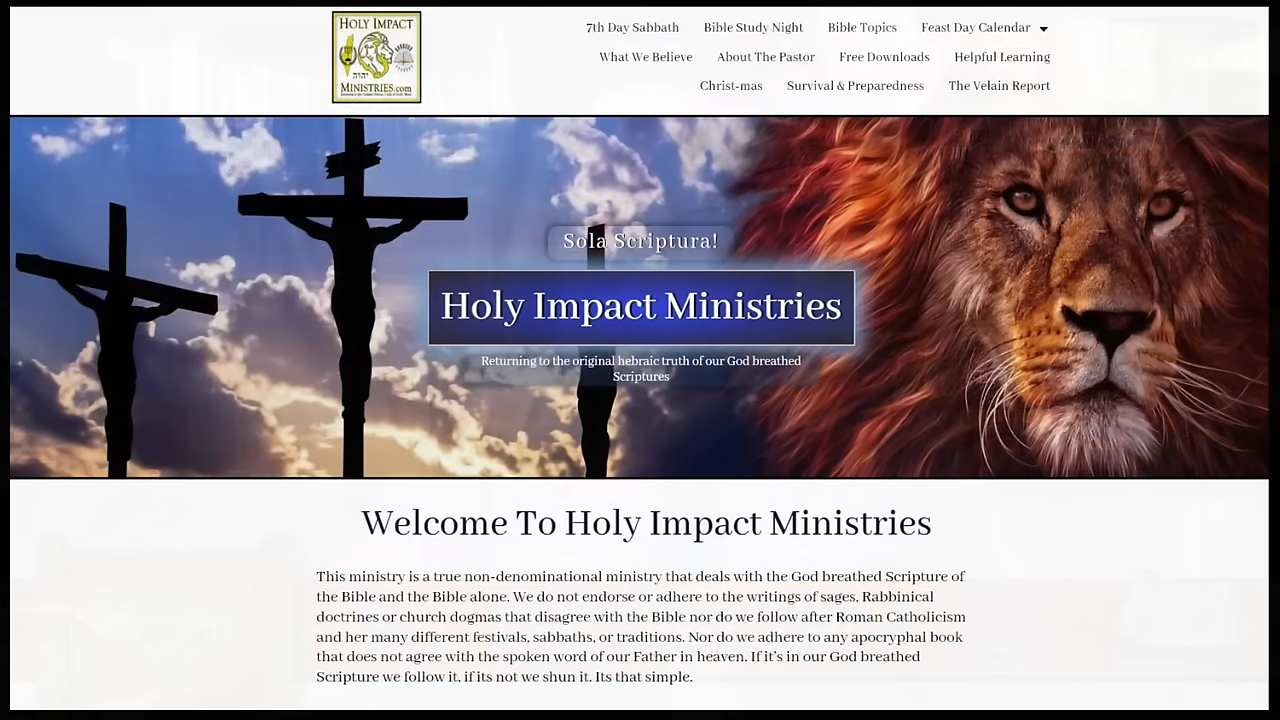 HOLY IMPACT
יהוה
MINISTRIES.com
7th Day Sabbath Bible Study Night Bible Topics Feast Day Calendar
What We Believe About The Pastor Free Downloads Helpful Learning
Christ-mas Survival & Preparedness The Velain Report
Sola Scriptura!
Holy Impact Ministries
Returning to the original hebraic truth of our God breathed
Scriptures
Welcome To Holy Impact Ministries
This ministry is a true non-denominational ministry that deals with the God breathed Scripture of
the Bible and the Bible alone. We do not endorse or adhere to the writings of sages, Rabbinical
doctrines or church dogmas that disagree with the Bible nor do we follow after Roman Catholicism
and her many different festivals, sabbaths, or traditions. Nor do we adhere to any apocryphal book
that does not agree with the spoken word of our Father in heaven. If it's in our God breathed
Scripture we follow it, if its not we shun it. Its that simple.